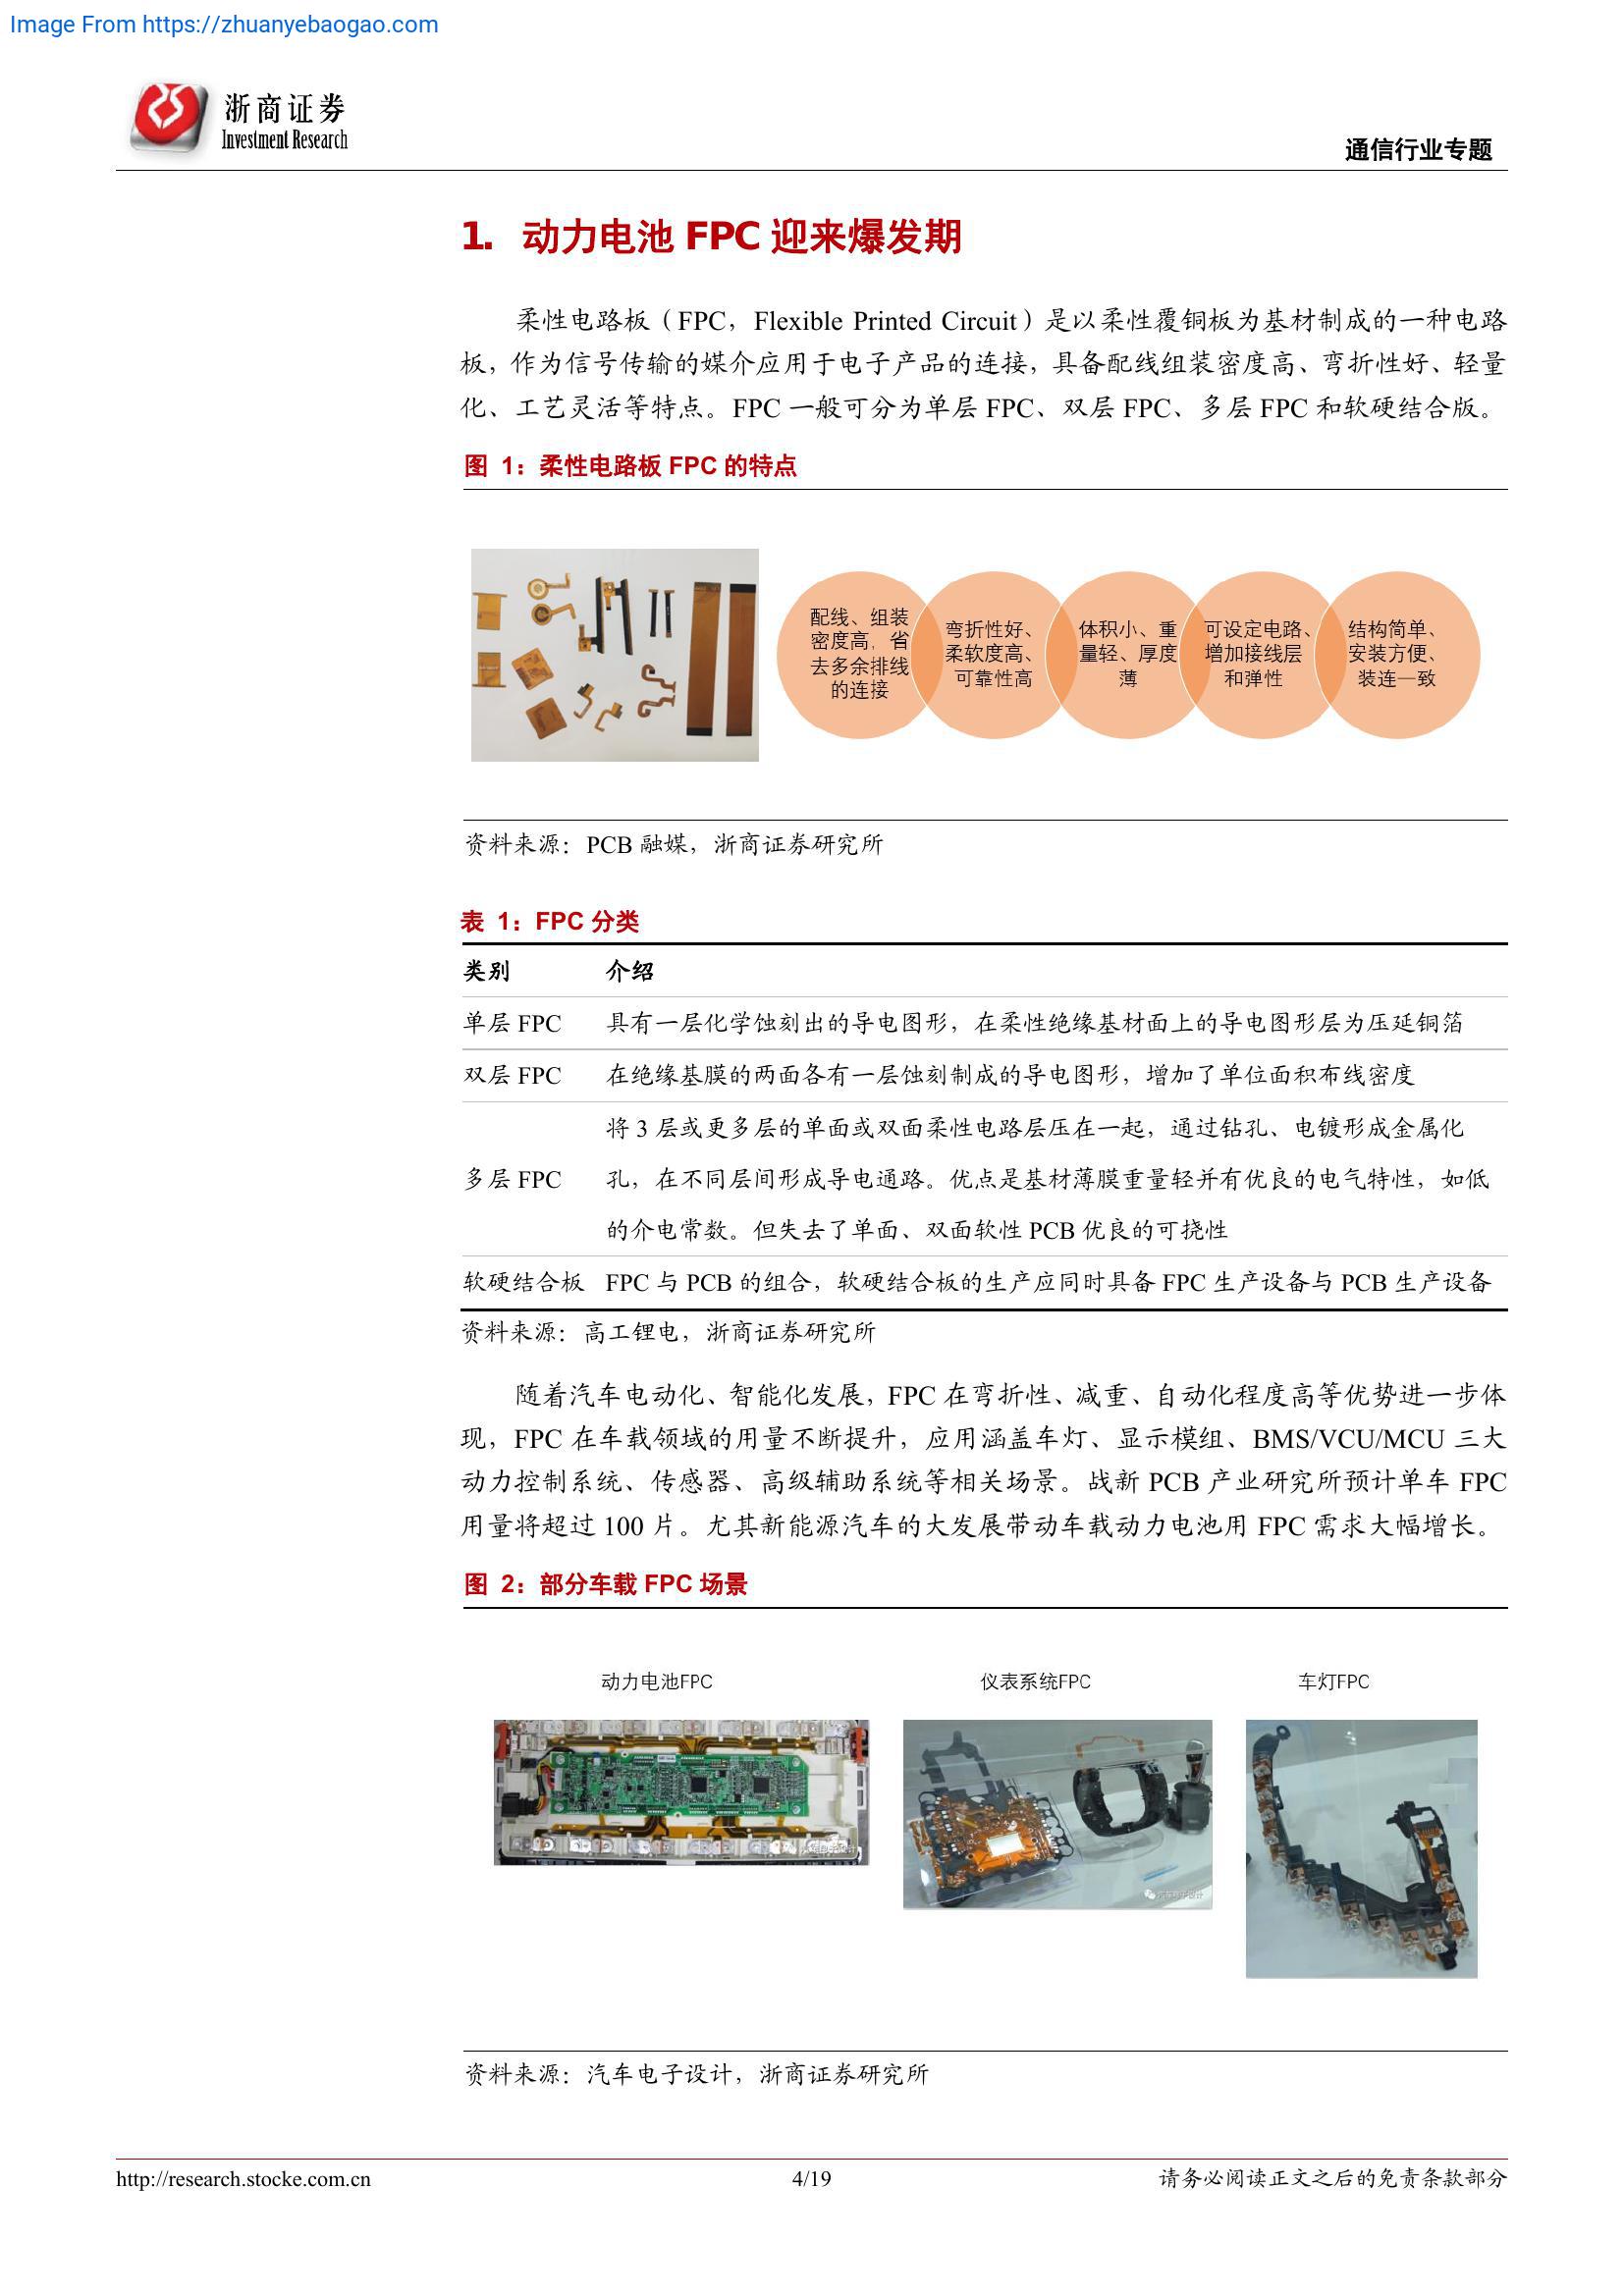 Image From https://zhuanyebaogao.com
浙商证券
Investment Research
通信行业专题
1. 动力电池 FPC 迎来爆发期
柔性电路板（FPC，Flexible Printed Circuit）是以柔性覆铜板为基材制成的一种电路
板，作为信号传输的媒介应用于电子产品的连接，具备配线组装密度高、弯折性好、轻量
化、工艺灵活等特点。FPC 一般可分为单层 FPC、双层 FPC、多层 FPC 和软硬结合版。
图 1：柔性电路板 FPC 的特点
配线、组装
密度高，省
去多余排线
的连接
弯折性好、
柔软度高、
可靠性高
体积小、重
量轻、厚度
薄
可设定电路、
增加接线层
和弹性
结构简单、
安装方便、
装连一致
资料来源：PCB 融媒，浙商证券研究所
表 1：FPC 分类
类别 介绍
单层 FPC 具有一层化学蚀刻出的导电图形，在柔性绝缘基材面上的导电图形层为压延铜箔
双层 FPC 在绝缘基膜的两面各有一层蚀刻制成的导电图形，增加了单位面积布线密度
将 3 层或更多层的单面或双面柔性电路层压在一起，通过钻孔、电镀形成金属化
多层 FPC 孔，在不同层间形成导电通路。优点是基材薄膜重量轻并有优良的电气特性，如低
的介电常数。但失去了单面、双面软性 PCB 优良的可挠性
软硬结合板 FPC 与 PCB 的组合，软硬结合板的生产应同时具备 FPC 生产设备与 PCB 生产设备
资料来源：高工锂电，浙商证券研究所
随着汽车电动化、智能化发展，FPC 在弯折性、减重、自动化程度高等优势进一步体
现，FPC 在车载领域的用量不断提升，应用涵盖车灯、显示模组、BMS/VCU/MCU 三大
动力控制系统、传感器、高级辅助系统等相关场景。战新 PCB 产业研究所预计单车 FPC
用量将超过 100 片。尤其新能源汽车的大发展带动车载动力电池用 FPC 需求大幅增长。
图 2：部分车载 FPC 场景
动力电池FPC
仪表系统FPC
车灯FPC
资料来源：汽车电子设计，浙商证券研究所
http://research.stocke.com.cn
4/19
请务必阅读正文之后的免责条款部分